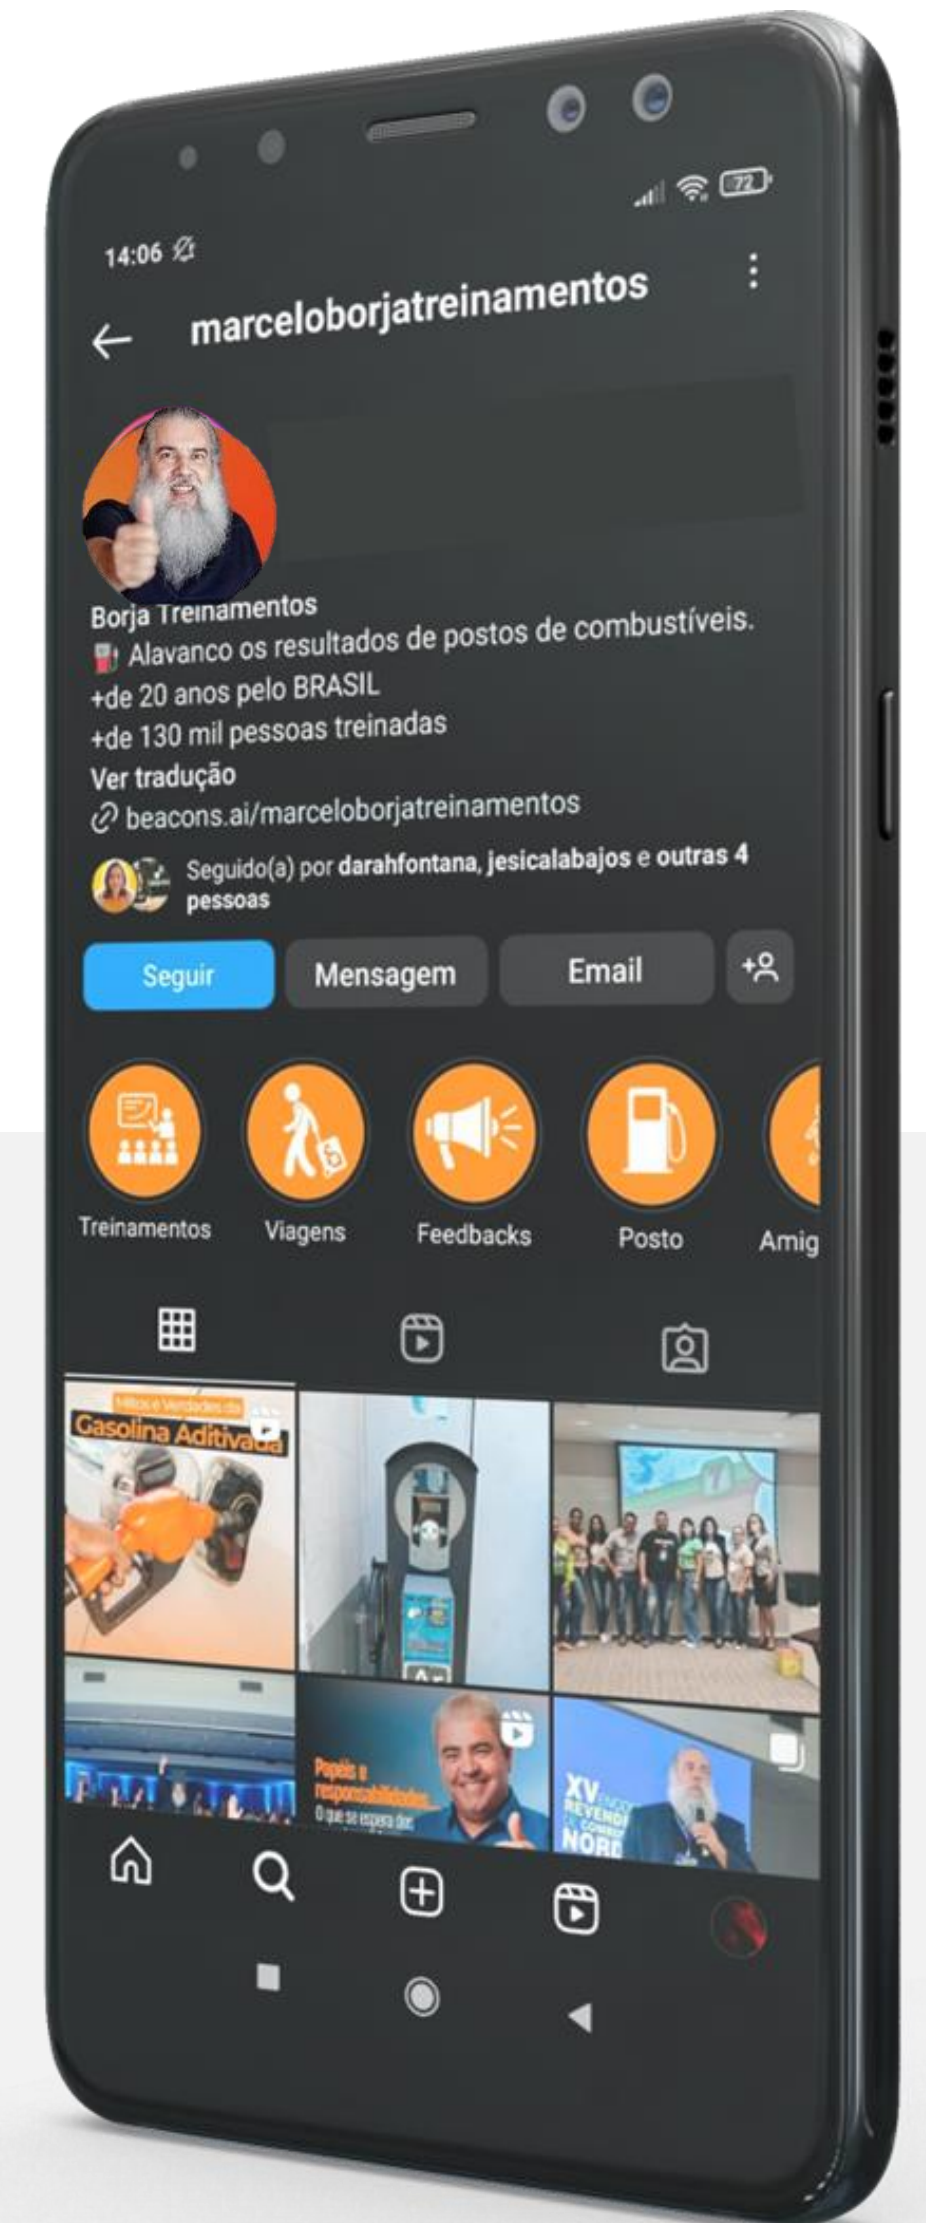 72
14:06
marceloborjatreinamentos
Borja Treinamentos
Alavanco os resultados de postos de combustíveis.
+de 20 anos pelo BRASIL
+de 130 mil pessoas treinadas
Ver tradução
beacons.ai/marceloborjatreinamentos
Seguido(a) por darahfontana, jesicalabajos e outras 4
pessoas
Seguir
Mensagem
Email
Treinamentos
Viagens
Feedbacks
Posto
Amig
Mitos e Verdades da
Gasolina Aditivada
Ar
Papéis e
responsabilidades...
O que se espera dos
XV
REVEND
NORD